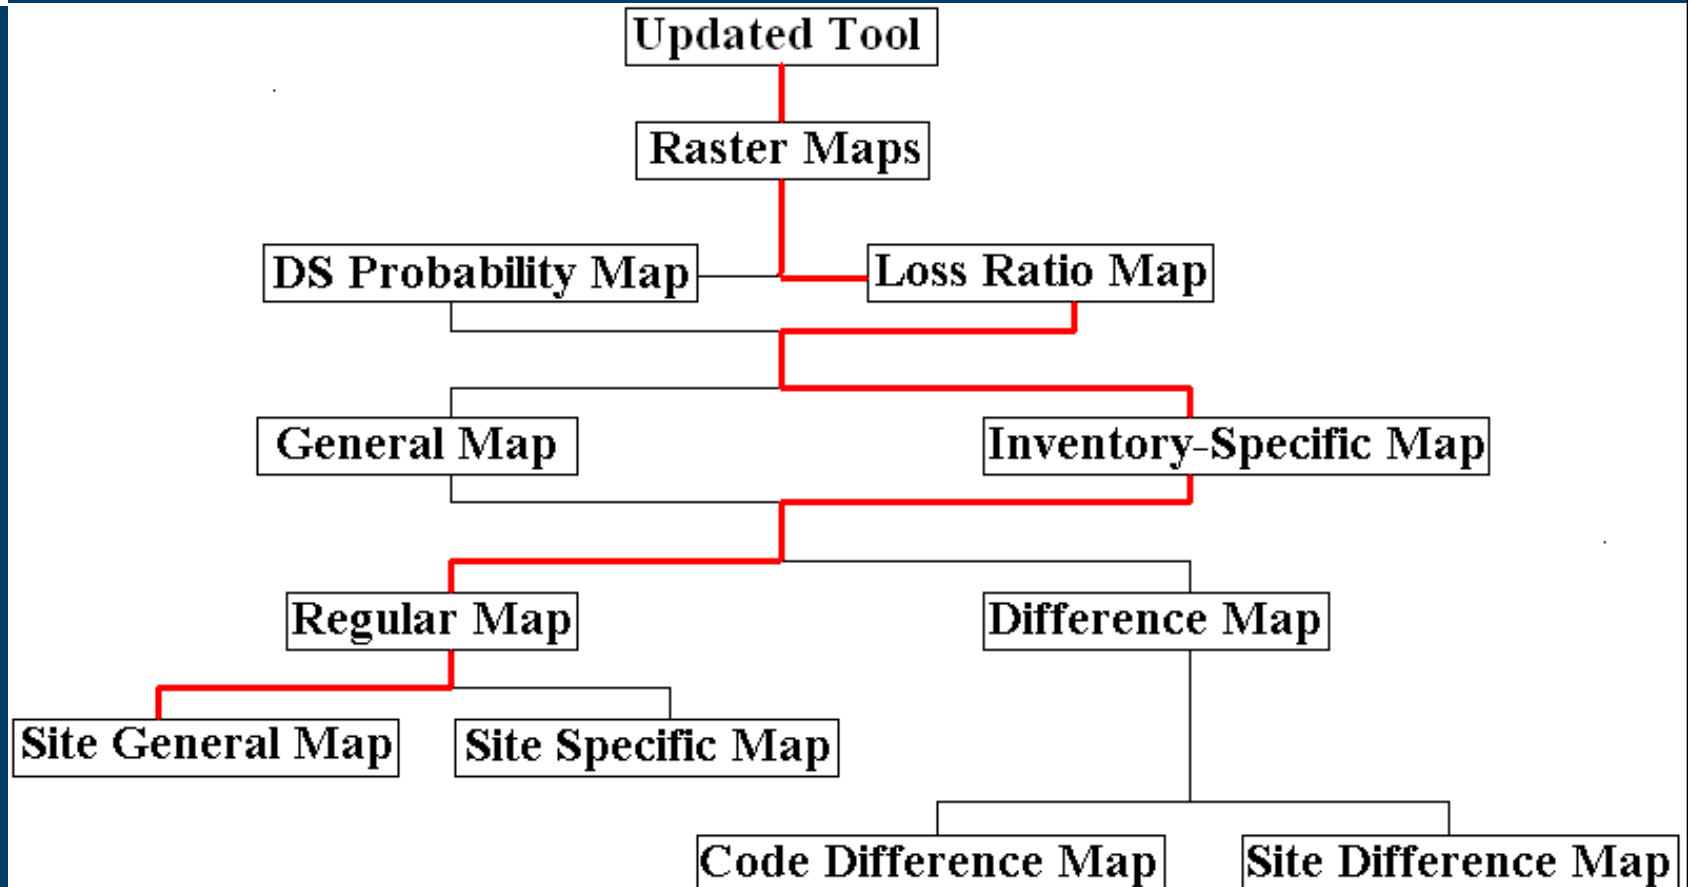 Updated Tool
Raster Maps
DS Probability Map
Loss Ratio Map
General Map
Inventory-Specific Map
Regular Map
Difference Map
Site General Map
Site Specific Map
Code Difference Map
Site Difference Map